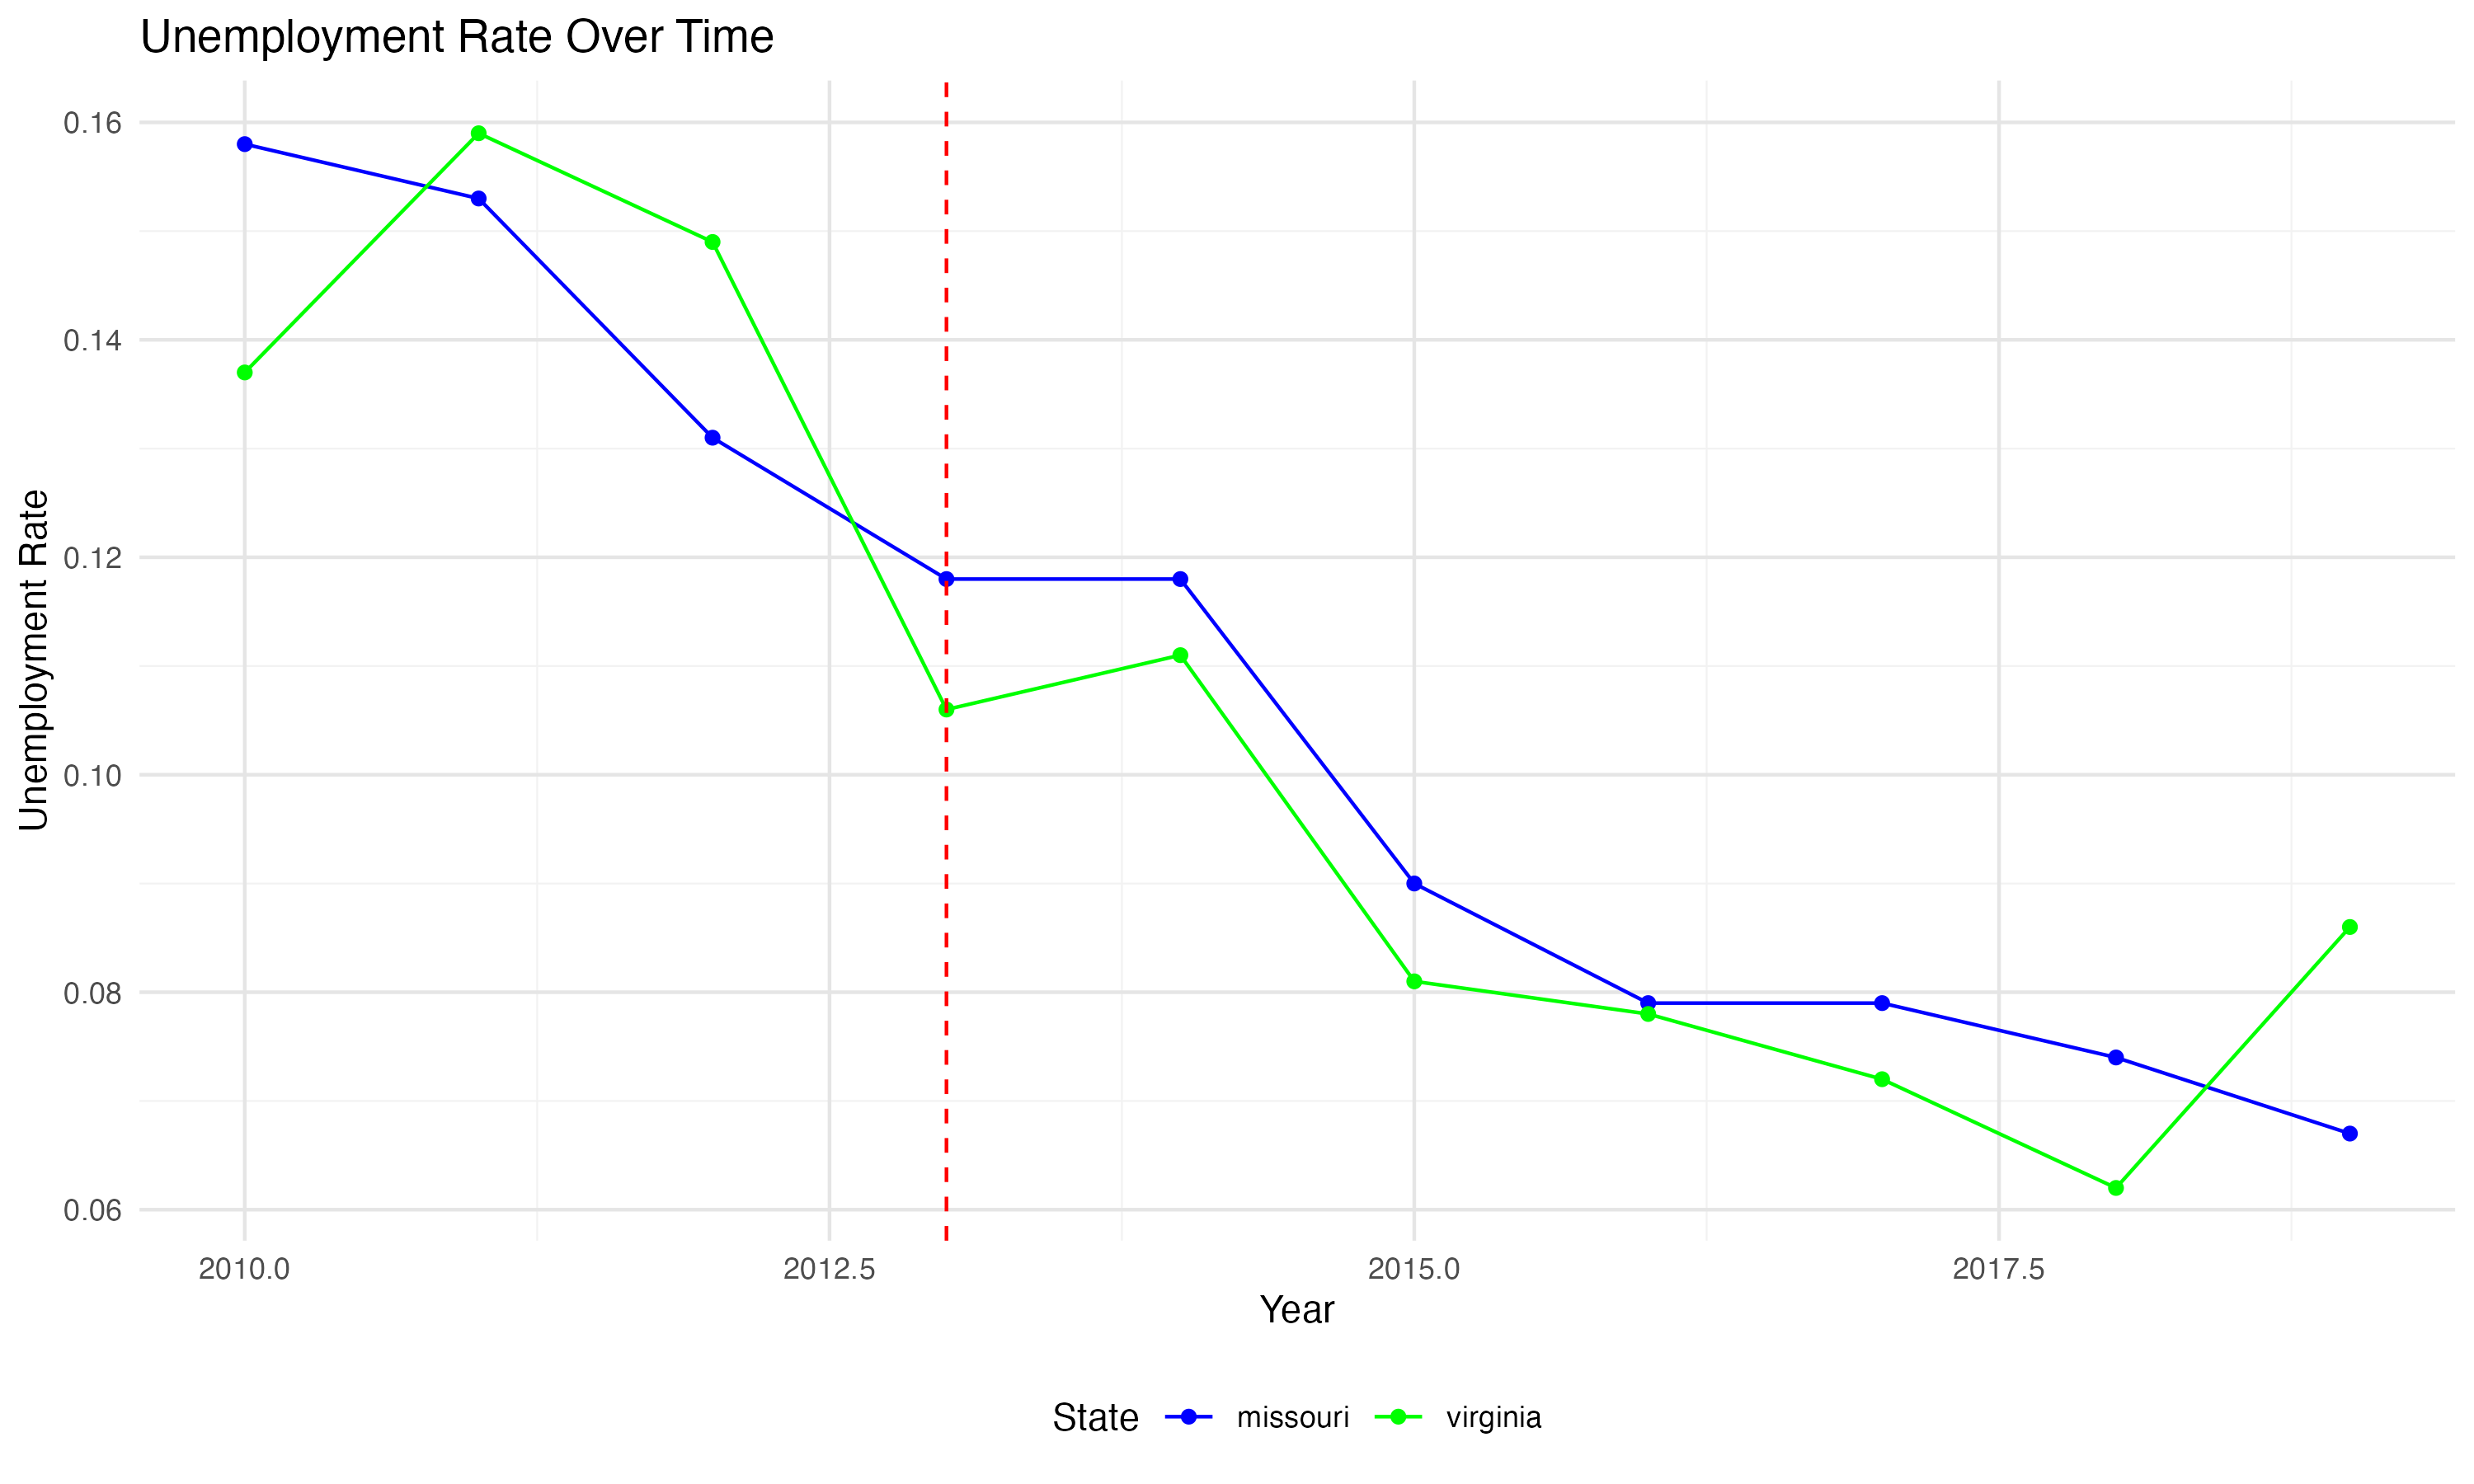 Unemployment Rate Over Time
0.16
0.14
0.12
0.10
0.08
0.06
Unemployment Rate
2010.0 2012.5 2015.0 2017.5
Year
State missouri virginia